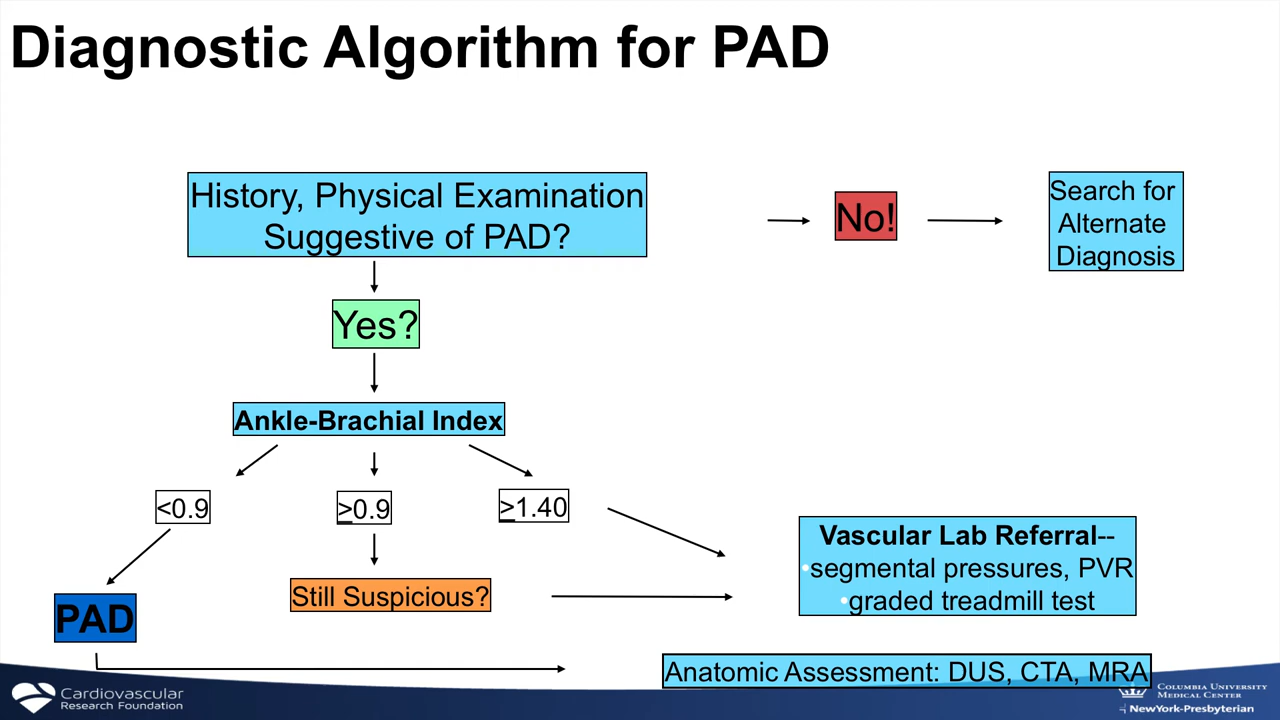 Diagnostic Algorithm for PAD
History, Physical Examination
Suggestive of PAD?
No!
Search for
Alternate
Diagnosis
Yes?
Ankle-Brachial Index
<0.9
≥0.9
≥1.40
Vascular Lab Referral--
•segmental pressures, PVR
•graded treadmill test
Still Suspicious?
PAD
Anatomic Assessment: DUS, CTA, MRA
Cardiovascular
Research Foundation
COLUMBIA UNIVERSITY
MEDICAL CENTER
NewYork-Presbyterian